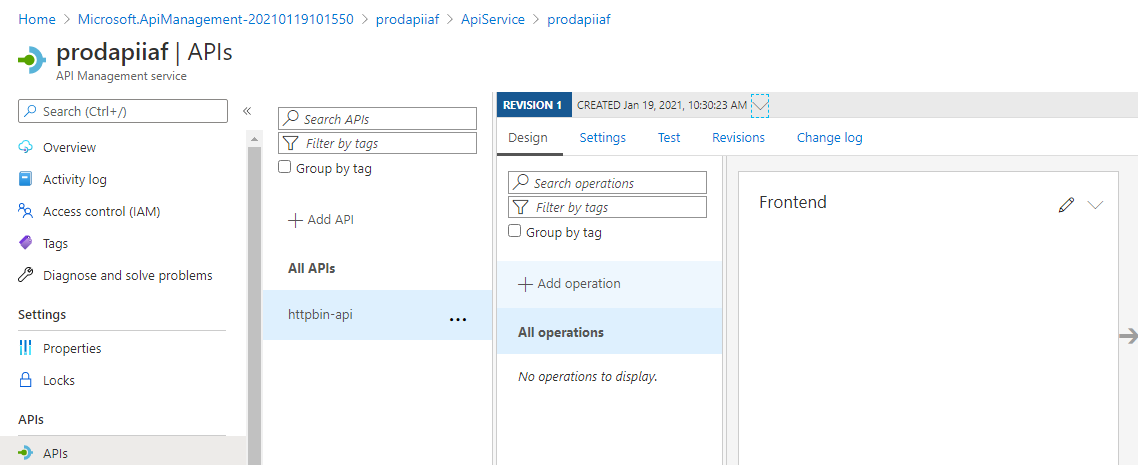 Home > Microsoft.ApiManagement-20210119101550 > prodapiiaf > ApiService > prodapiiaf
prodapiiaf | APIs
API Management service
Search (Ctrl+/)
«
Overview
Activity log
Access control (IAM)
Tags
Diagnose and solve problems
Settings
Properties
Locks
APIs
APIs
Search APIs
Filter by tags
Group by tag
+ Add API
All APIs
httpbin-api ...
REVISION 1 CREATED Jan 19, 2021, 10:30:23 AM
Design Settings Test Revisions Change log
Search operations
Filter by tags
Group by tag
+ Add operation
All operations
No operations to display.
Frontend